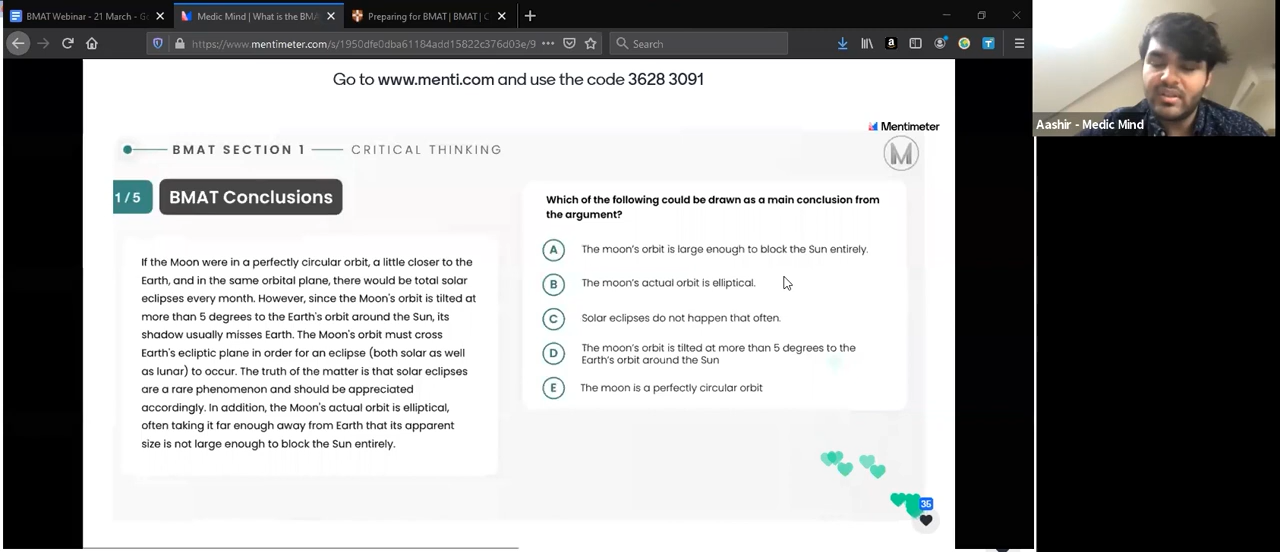 BMAT Webinar - 21 March - Go
Medic Mind | What is the BMA
Preparing for BMAT | BMAT | C
https://www.mentimeter.com/s/1950dfe0dba61184add15822c376d03e/9
Search
Go to www.menti.com and use the code 3628 3091
Mentimeter
BMAT SECTION 1 CRITICAL THINKING
M
1/5
BMAT Conclusions
If the Moon were in a perfectly circular orbit, a little closer to the
Earth, and in the same orbital plane, there would be total solar
eclipses every month. However, since the Moon's orbit is tilted at
more than 5 degrees to the Earth's orbit around the Sun, its
shadow usually misses Earth. The Moon's orbit must cross
Earth's ecliptic plane in order for an eclipse (both solar as well
as lunar) to occur. The truth of the matter is that solar eclipses
are a rare phenomenon and should be appreciated
accordingly. In addition, the Moon's actual orbit is elliptical,
often taking it far enough away from Earth that its apparent
size is not large enough to block the Sun entirely.
Which of the following could be drawn as a main conclusion from
the argument?
A The moon's orbit is large enough to block the Sun entirely.
B The moon's actual orbit is elliptical.
C Solar eclipses do not happen that often.
D The moon's orbit is tilted at more than 5 degrees to the
Earth's orbit around the Sun
E The moon is a perfectly circular orbit
35
Aashir - Medic Mind